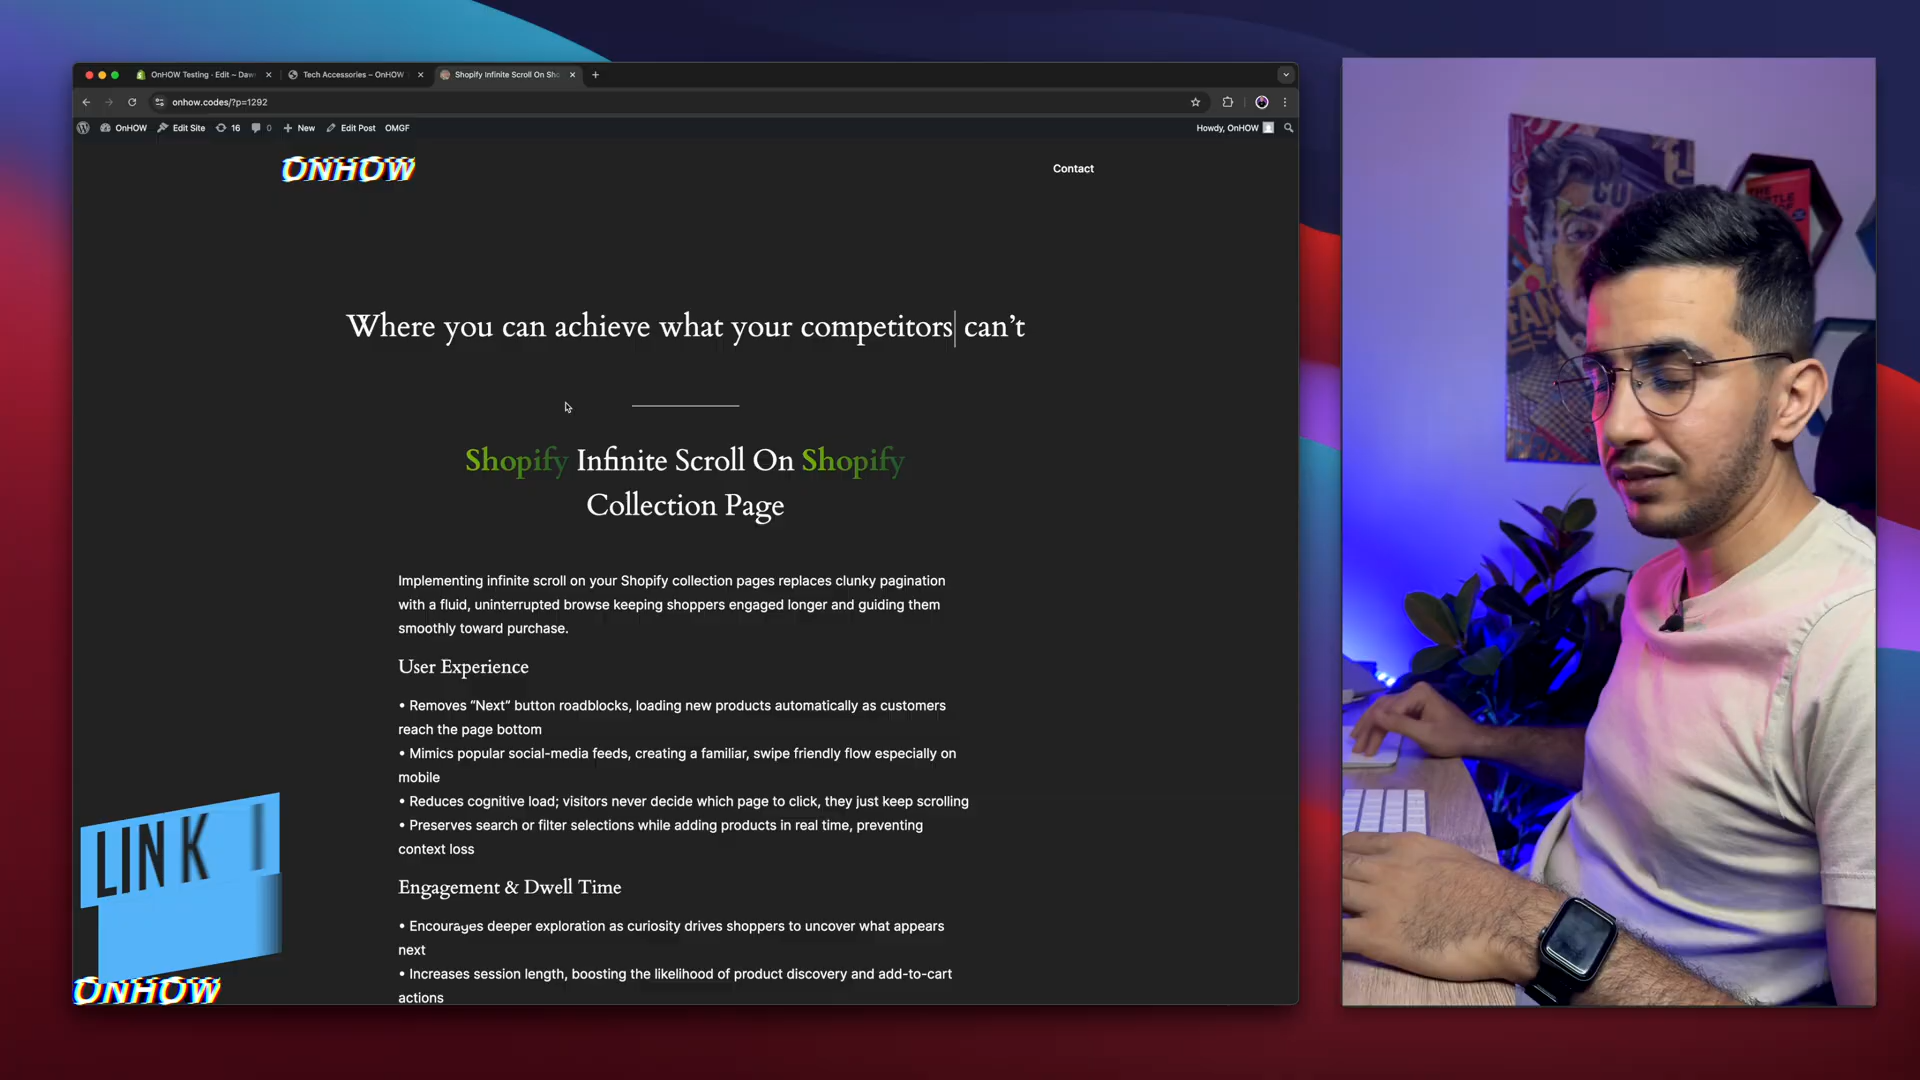 OnHOW Testing · Edit – Daw
Tech Accessories – OnHOW
Shopify Infinite Scroll On Sho
onhow.codes/?p=1292
OnHOW Edit Site 16 0 New Edit Post OMGF Howdy, OnHOW
ONHOW
Contact
Where you can achieve what your competitors can’t
Shopify Infinite Scroll On Shopify
Collection Page
Implementing infinite scroll on your Shopify collection pages replaces clunky pagination
with a fluid, uninterrupted browse keeping shoppers engaged longer and guiding them
smoothly toward purchase.
User Experience
• Removes “Next” button roadblocks, loading new products automatically as customers
reach the page bottom
• Mimics popular social-media feeds, creating a familiar, swipe friendly flow especially on
mobile
• Reduces cognitive load; visitors never decide which page to click, they just keep scrolling
• Preserves search or filter selections while adding products in real time, preventing
context loss
Engagement & Dwell Time
• Encourages deeper exploration as curiosity drives shoppers to uncover what appears
next
• Increases session length, boosting the likelihood of product discovery and add-to-cart
actions
LINK I
ONHOW